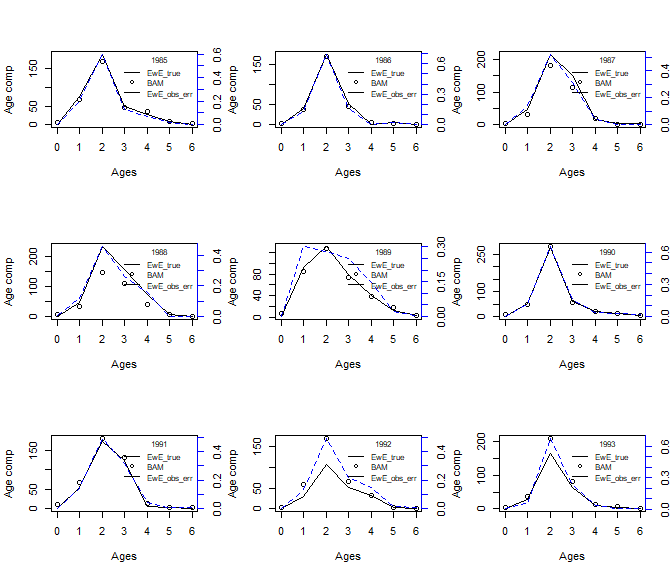 1985
EwE_true
BAM
EwE_obs_err
Age comp
0 50 150
0.0 0.2 0.4 0.6
0 1 2 3 4 5 6
Ages
1986
EwE_true
BAM
EwE_obs_err
Age comp
0 50 150
0.0 0.3 0.6
0 1 2 3 4 5 6
Ages
1987
EwE_true
BAM
EwE_obs_err
Age comp
0 100 200
0.0 0.2 0.4
0 1 2 3 4 5 6
Ages
1988
EwE_true
BAM
EwE_obs_err
Age comp
0 100 200
0.0 0.2 0.4
0 1 2 3 4 5 6
Ages
1989
EwE_true
BAM
EwE_obs_err
Age comp
0 40 80
0.00 0.15 0.30
0 1 2 3 4 5 6
Ages
1990
EwE_true
BAM
EwE_obs_err
Age comp
0 100 250
0.0 0.3 0.6
0 1 2 3 4 5 6
Ages
1991
EwE_true
BAM
EwE_obs_err
Age comp
0 50 150
0.0 0.2 0.4
0 1 2 3 4 5 6
Ages
1992
EwE_true
BAM
EwE_obs_err
Age comp
0 50 150
0.0 0.2 0.4
0 1 2 3 4 5 6
Ages
1993
EwE_true
BAM
EwE_obs_err
Age comp
0 100 200
0.0 0.2 0.4 0.6
0 1 2 3 4 5 6
Ages